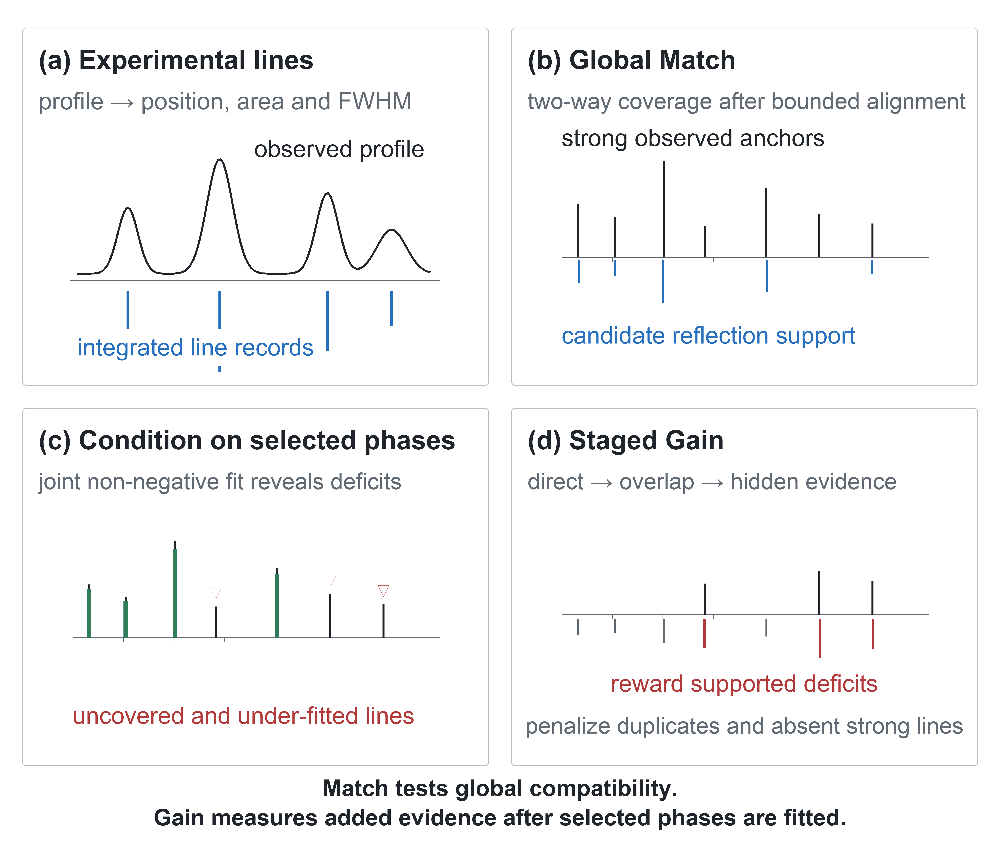 (a) Experimental lines
profile → position, area and FWHM
observed profile
integrated line records
(b) Global Match
two-way coverage after bounded alignment
strong observed anchors
candidate reflection support
(c) Condition on selected phases
joint non-negative fit reveals deficits
uncovered and under-fitted lines
(d) Staged Gain
direct → overlap → hidden evidence
reward supported deficits
penalize duplicates and absent strong lines
Match tests global compatibility.
Gain measures added evidence after selected phases are fitted.